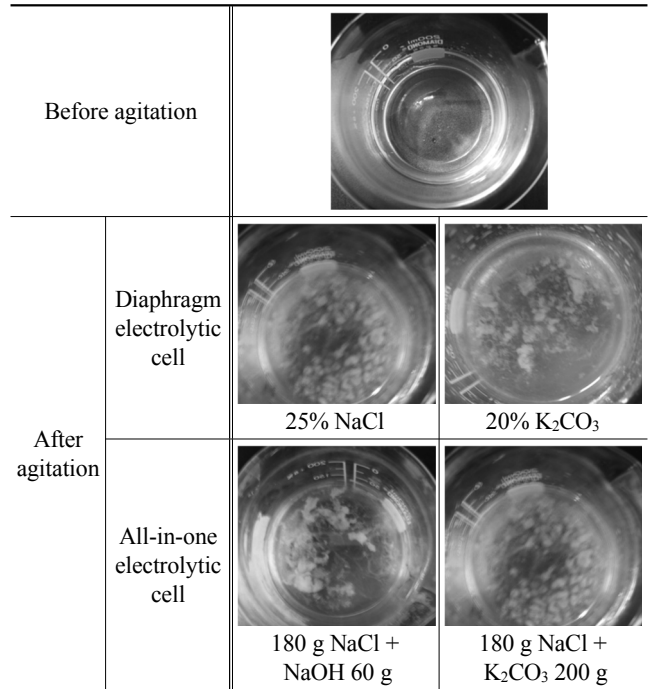 Before agitation
After
agitation
Diaphragm
electrolytic
cell
25% NaCl
20% K₂CO₃
All-in-one
electrolytic
cell
180 g NaCl +
NaOH 60 g
180 g NaCl +
K₂CO₃ 200 g